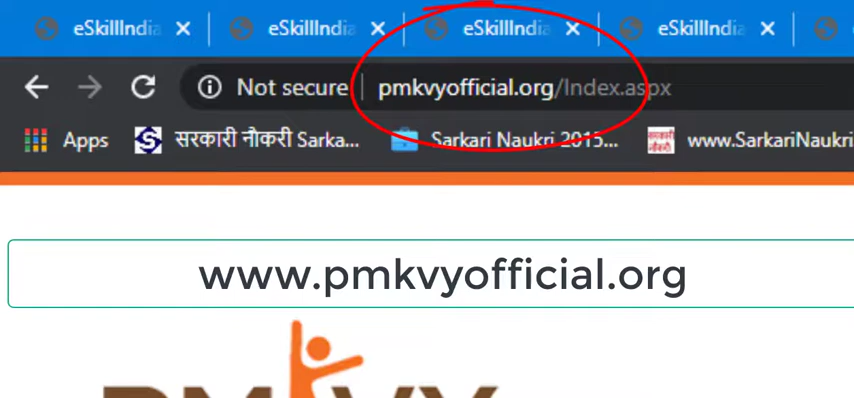 eSkillIndia eSkillIndia eSkillIndia eSkillIndia
Not secure pmkvyofficial.org/Index.aspx
Apps सरकारी नौकरी Sarka... Sarkari Naukri 2015... www.SarkariNaukri
www.pmkvyofficial.org
PMKVY